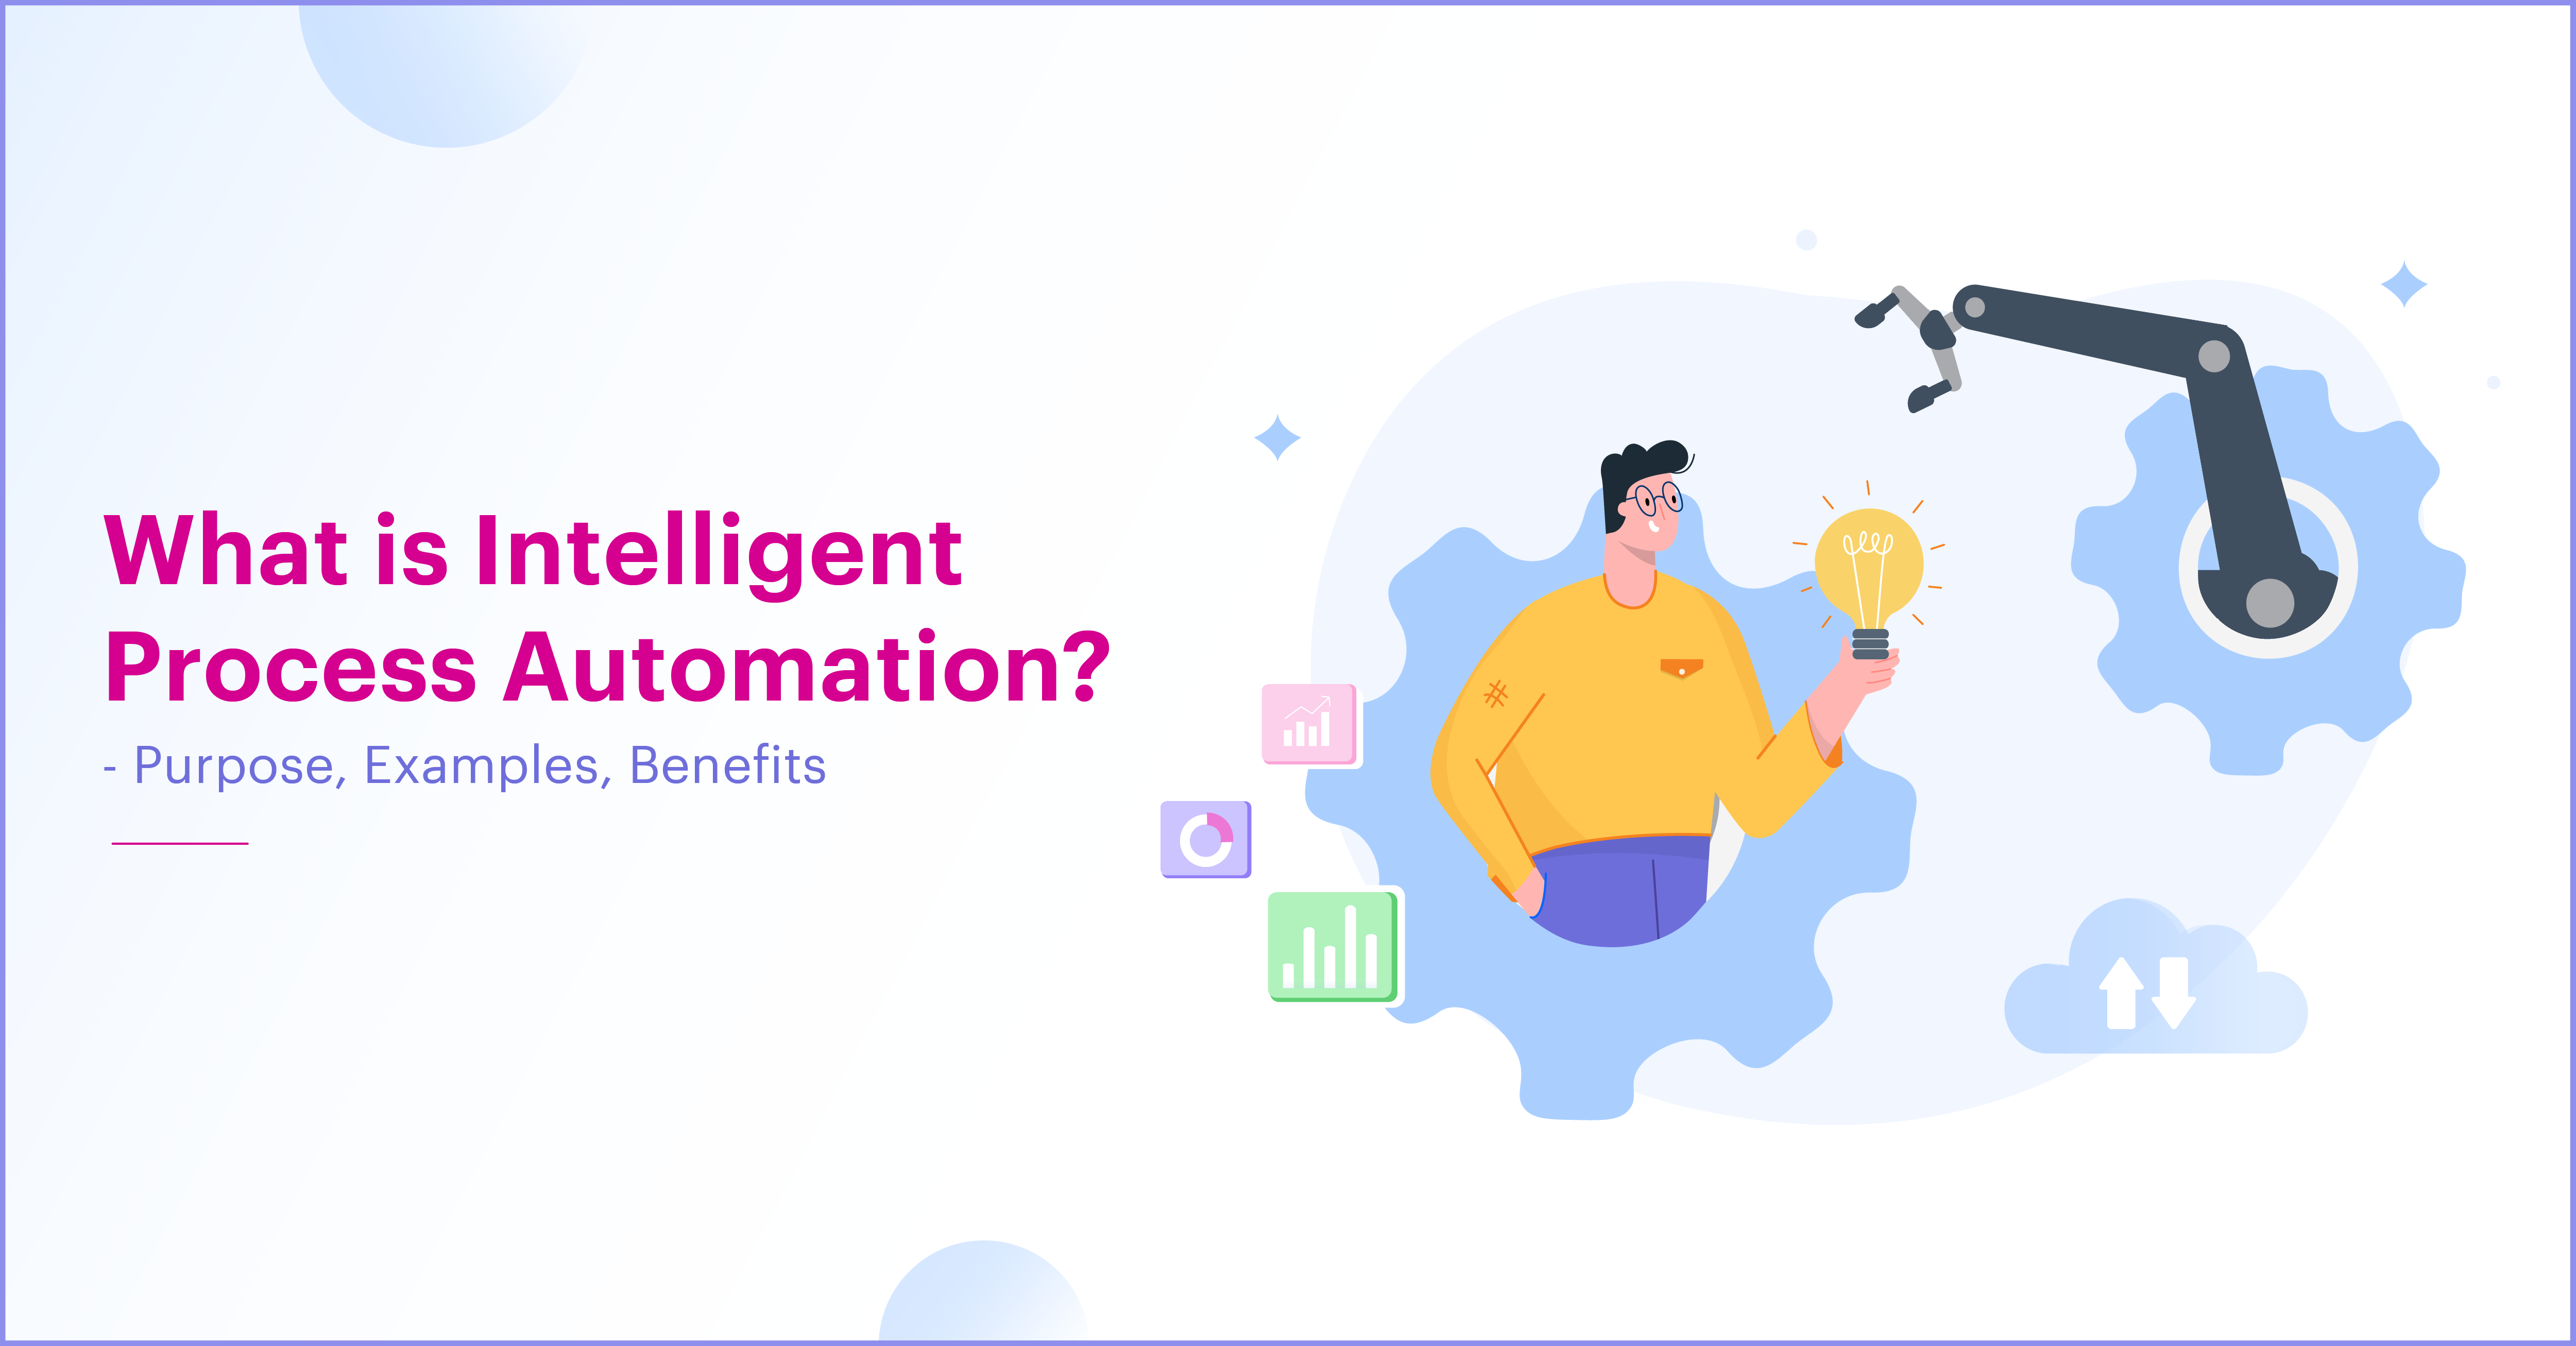 What is Intelligent
Process Automation?
- Purpose, Examples, Benefits